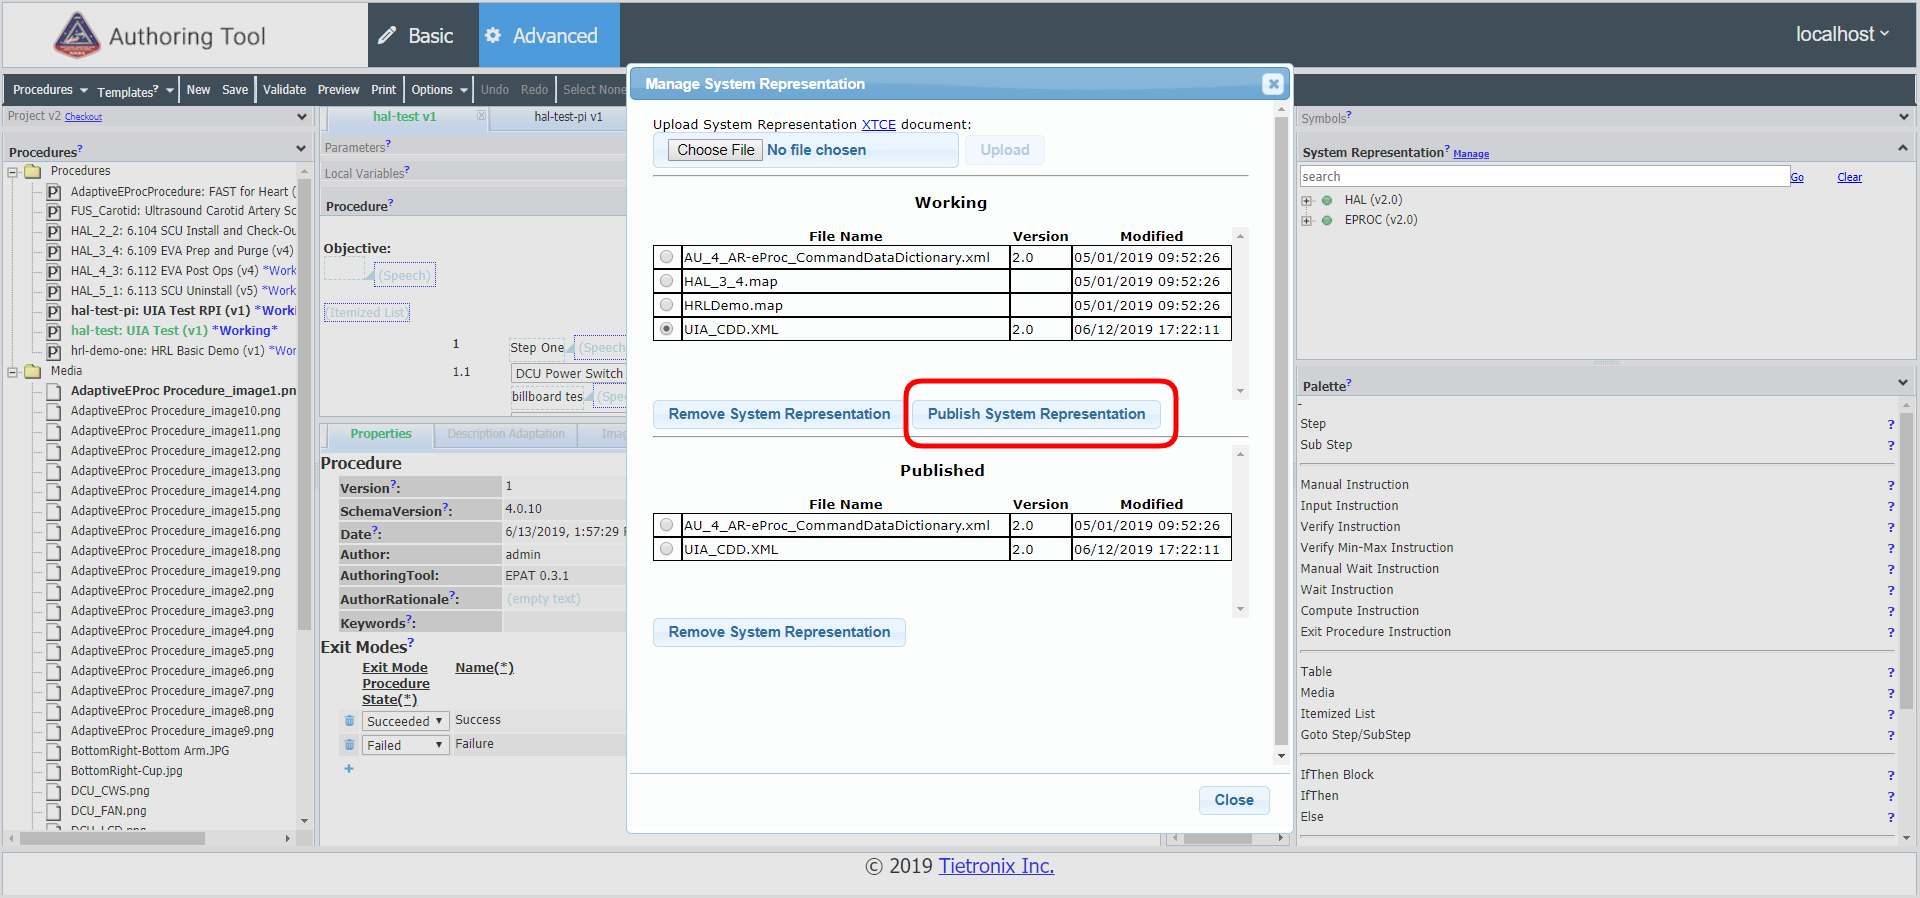 Authoring Tool
Basic
Advanced
localhost
Procedures Templates? New Save Validate Preview Print Options Undo Redo Select None
Project v2 Checkout
Procedures?
Procedures
AdaptiveEProcProcedure: FAST for Heart (
FUS_Carotid: Ultrasound Carotid Artery Sc
HAL_2_2: 6.104 SCU Install and Check-Ou
HAL_3_4: 6.109 EVA Prep and Purge (v4)
HAL_4_3: 6.112 EVA Post Ops (v4) *Work
HAL_5_1: 6.113 SCU Uninstall (v5) *Work
hal-test-pi: UIA Test RPI (v1) *Worki
hal-test: UIA Test (v1) *Working*
hrl-demo-one: HRL Basic Demo (v1) *Wor
Media
AdaptiveEProc Procedure_image1.pn
AdaptiveEProc Procedure_image10.png
AdaptiveEProc Procedure_image11.png
AdaptiveEProc Procedure_image12.png
AdaptiveEProc Procedure_image13.png
AdaptiveEProc Procedure_image14.png
AdaptiveEProc Procedure_image15.png
AdaptiveEProc Procedure_image16.png
AdaptiveEProc Procedure_image18.png
AdaptiveEProc Procedure_image19.png
AdaptiveEProc Procedure_image2.png
AdaptiveEProc Procedure_image3.png
AdaptiveEProc Procedure_image4.png
AdaptiveEProc Procedure_image5.png
AdaptiveEProc Procedure_image6.png
AdaptiveEProc Procedure_image7.png
AdaptiveEProc Procedure_image8.png
AdaptiveEProc Procedure_image9.png
BottomRight-Bottom Arm.JPG
BottomRight-Cup.jpg
DCU_CWS.png
DCU_FAN.png
DCU_LCD.png
hal-test v1
hal-test-pi v1
Parameters?
Local Variables?
Procedure?
Objective:
(Speech)
(Itemized List)
1 Step One (Speech
1.1 DCU Power Switch
billboard tes (Spee
Properties
Description Adaptation
Imag
Procedure
Version?: 1
SchemaVersion?: 4.0.10
Date?: 6/13/2019, 1:57:29
Author: admin
AuthoringTool: EPAT 0.3.1
AuthorRationale?: (empty text)
Keywords?:
Exit Modes?
Exit Mode Name(*)
Procedure
State(*)
Succeeded Success
Failed Failure
+
Manage System Representation
Upload System Representation XTCE document:
Choose File No file chosen Upload
Working
File Name Version Modified
AU_4_AR-eProc_CommandDataDictionary.xml 2.0 05/01/2019 09:52:26
HAL_3_4.map 05/01/2019 09:52:26
HRLDemo.map 05/01/2019 09:52:26
UIA_CDD.XML 2.0 06/12/2019 17:22:11
Remove System Representation
Publish System Representation
Published
File Name Version Modified
AU_4_AR-eProc_CommandDataDictionary.xml 2.0 05/01/2019 09:52:26
UIA_CDD.XML 2.0 06/12/2019 17:22:11
Remove System Representation
Close
Symbols?
System Representation? Manage
search Go Clear
HAL (v2.0)
EPROC (v2.0)
Palette?
-
Step ?
Sub Step ?
Manual Instruction ?
Input Instruction ?
Verify Instruction ?
Verify Min-Max Instruction ?
Manual Wait Instruction ?
Wait Instruction ?
Compute Instruction ?
Exit Procedure Instruction ?
Table ?
Media ?
Itemized List ?
Goto Step/SubStep ?
IfThen Block ?
IfThen ?
Else ?
© 2019 Tietronix Inc.